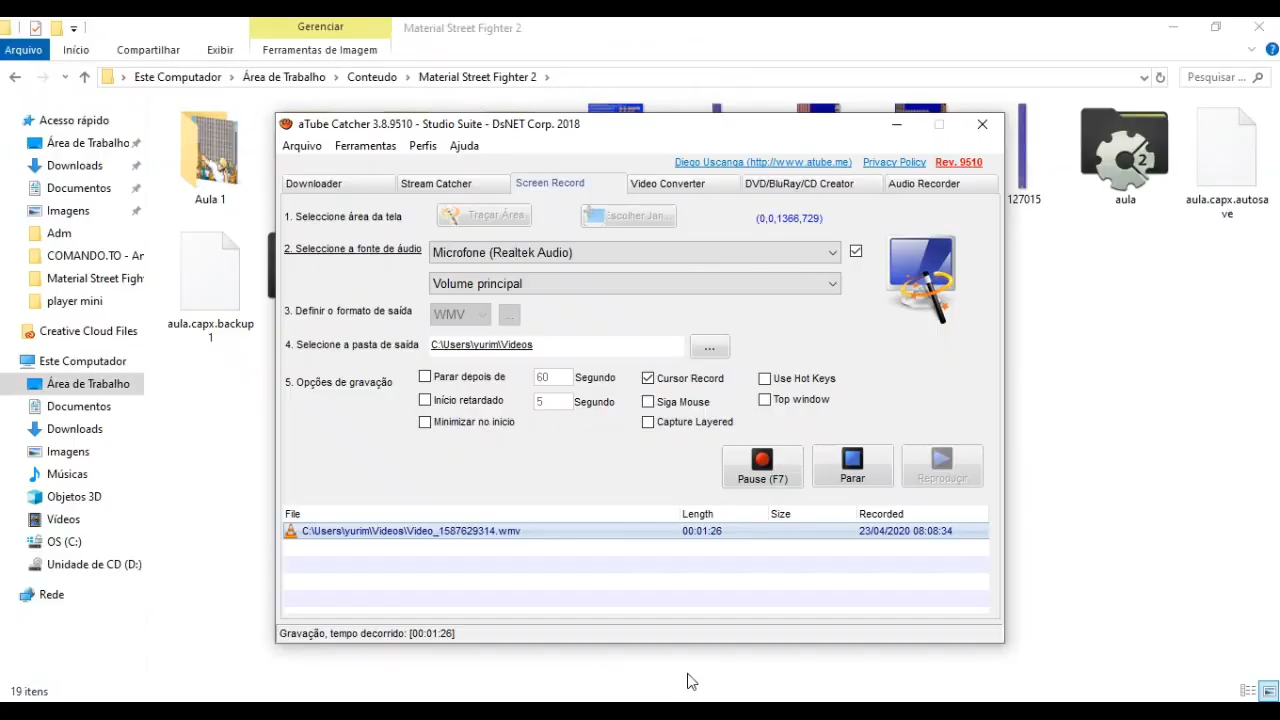 Gerenciar
Material Street Fighter 2
Arquivo Início Compartilhar Exibir Ferramentas de Imagem
Este Computador Área de Trabalho Conteudo Material Street Fighter 2
Pesquisar ...
Acesso rápido
Área de Trabalho
Downloads
Documentos
Imagens
Adm
COMANDO.TO - Ar
Material Street Figh
player mini
Creative Cloud Files
Este Computador
Área de Trabalho
Documentos
Downloads
Imagens
Músicas
Objetos 3D
Vídeos
OS (C:)
Unidade de CD (D:)
Rede
19 itens
Aula 1
aula.capx.backup
1
127015
2
aula
aula.capx.autosa
ve
aTube Catcher 3.8.9510 - Studio Suite - DsNET Corp. 2018
Arquivo Ferramentas Perfis Ajuda
Diego Uscanga (http://www.atube.me) Privacy Policy Rev. 9510
Downloader Stream Catcher Screen Record Video Converter DVD/BluRay/CD Creator Audio Recorder
1. Seleccione área da tela Traçar Área Escolher Jan... (0,0,1366,729)
2. Seleccione a fonte de áudio Microfone (Realtek Audio)
Volume principal
3. Definir o formato de saída WMV ...
4. Selecione a pasta de saída C:\Users\yurim\Videos ...
5. Opções de gravação
Parar depois de 60 Segundo Cursor Record Use Hot Keys
Início retardado 5 Segundo Siga Mouse Top window
Minimizar no inicio Capture Layered
Pause (F7) Parar Reproduçir
File Length Size Recorded
C:\Users\yurim\Videos\Video_1587629314.wmv 00:01:26 23/04/2020 08:08:34
Gravação, tempo decorrido: [00:01:26]